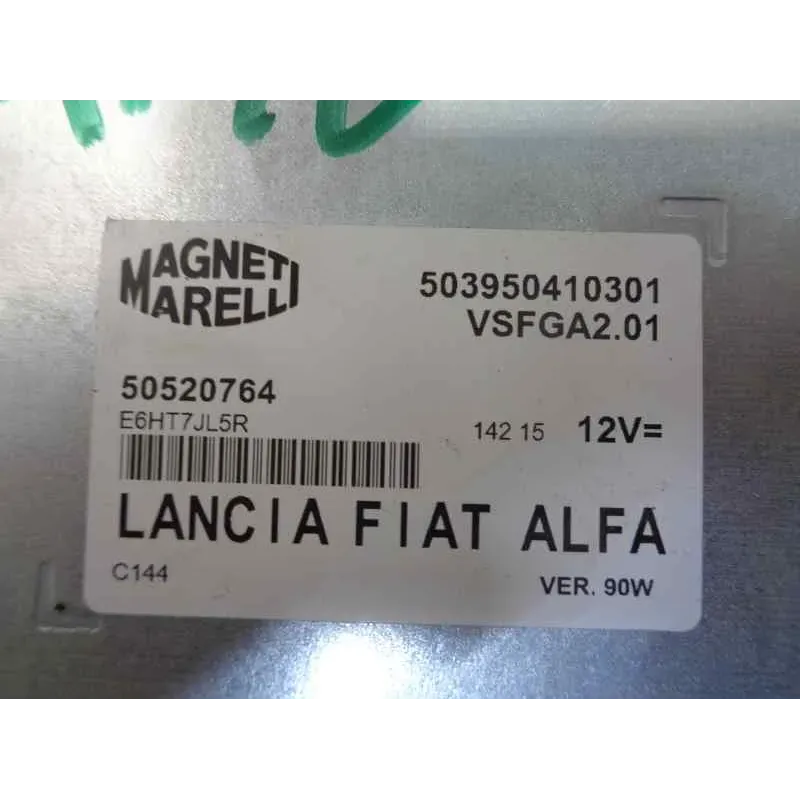 MAGNETI
MARELLI
503950410301
VSFGA2.01
50520764
E6HT7JL5R
142 15 12V=
LANCIA FIAT ALFA
C144
VER. 90W